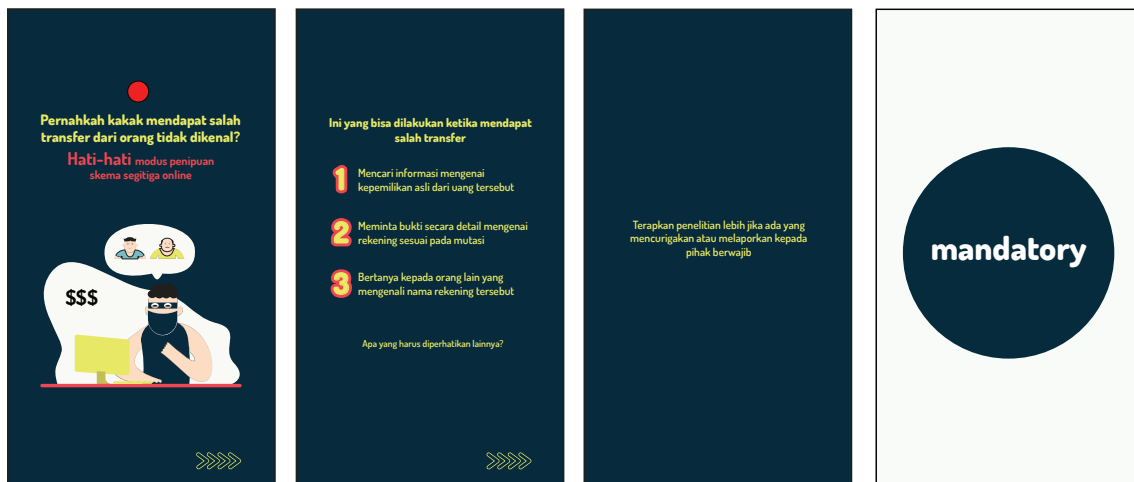 Pernahkah kakak mendapat salah
transfer dari orang tidak dikenal?
Hati-hati modus penipuan
skema segitiga online
$$$
Ini yang bisa dilakukan ketika mendapat
salah transfer
1 Mencari informasi mengenai
kepemilikan asli dari uang tersebut
2 Meminta bukti secara detail mengenai
rekening sesuai pada mutasi
3 Bertanya kepada orang lain yang
mengenali nama rekening tersebut
Apa yang harus diperhatikan lainnya?
Terapkan penelitian lebih jika ada yang
mencurigakan atau melaporkan kepada
pihak berwajib
mandatory